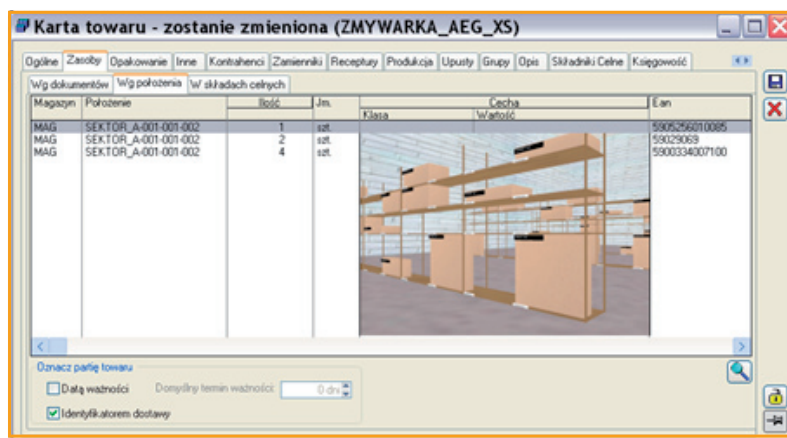 Karta towaru - zostanie zmieniona (ZMYWARKA_AEG_XS)
Ogólne Zasoby Opakowanie Inne Kontrahenci Zamienniki Receptury Produkcja Upusty Grupy Opis Składniki Celne Księgowość
Wg dokumentów Wg położenia W składach celnych
Magazyn Położenie Ilość Jm. Cecha Ean
Klasa Wartość
MAG SEKTOR_A-001-001-002 1 szt. 5905256010085
MAG SEKTOR_A-001-001-002 2 szt. 59029069
MAG SEKTOR_A-001-001-002 4 szt. 5900334007100
Oznacz partię towaru
Datą ważności Domyślny termin ważności: 0 dni
Identyfikatorem dostawy